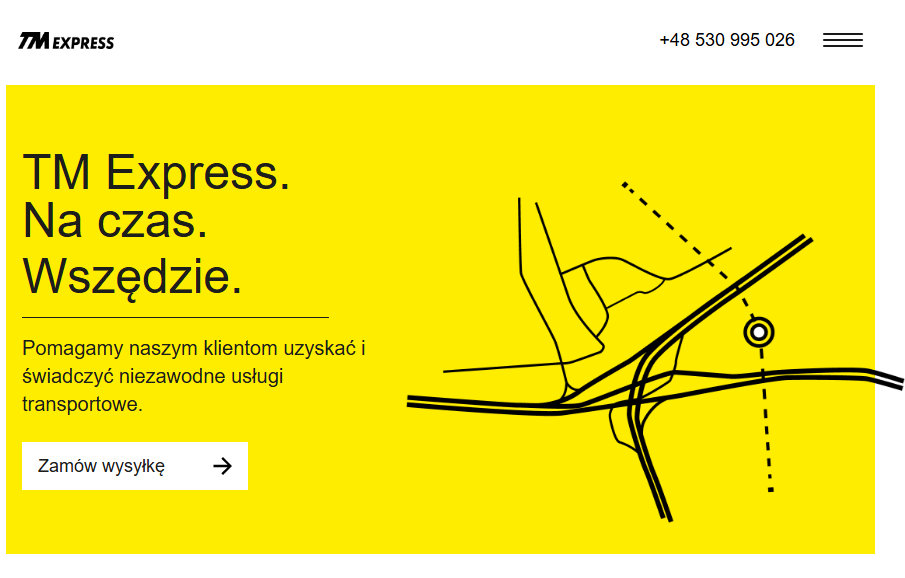 TM EXPRESS
+48 530 995 026
TM Express.
Na czas.
Wszędzie.
Pomagamy naszym klientom uzyskać i
świadczyć niezawodne usługi
transportowe.
Zamów wysyłkę